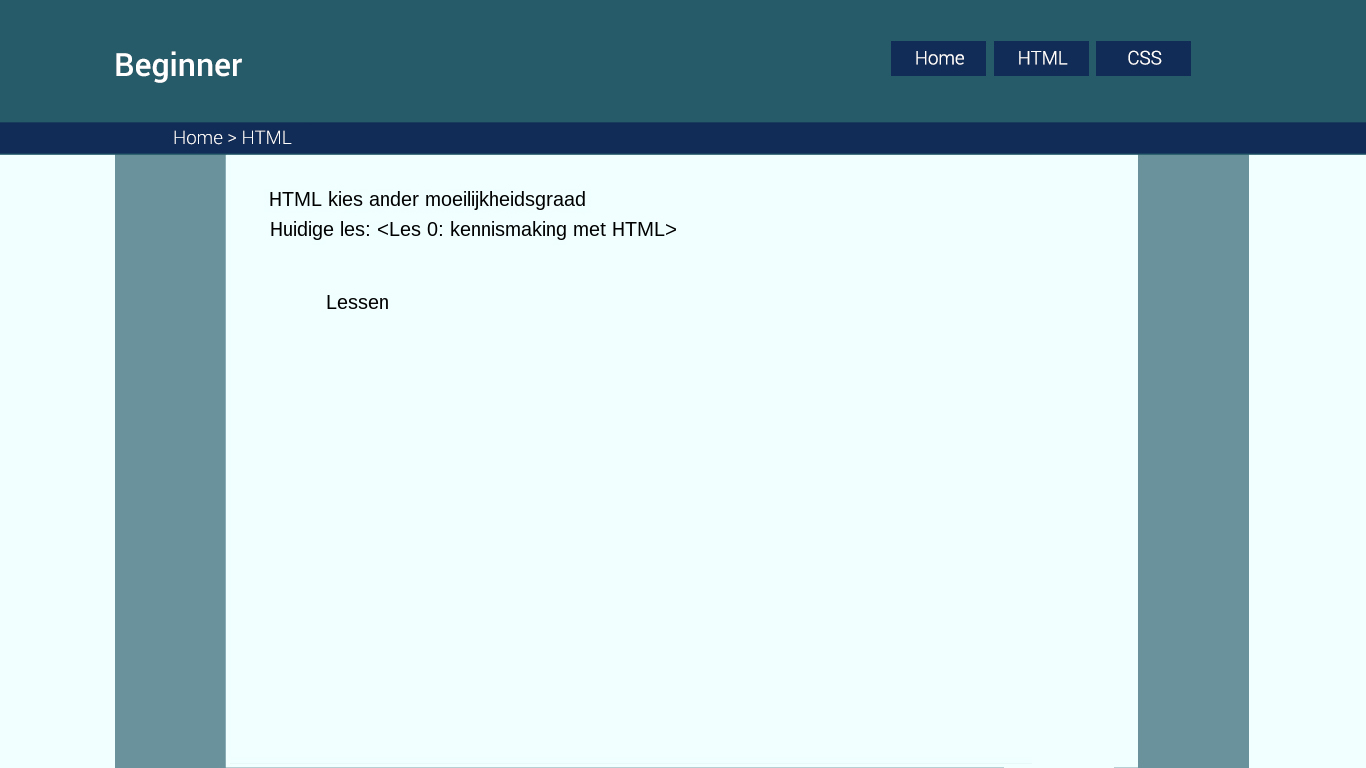 Beginner
Home HTML CSS
Home > HTML
HTML kies ander moeilijkheidsgraad
Huidige les: <Les 0: kennismaking met HTML>
Lessen